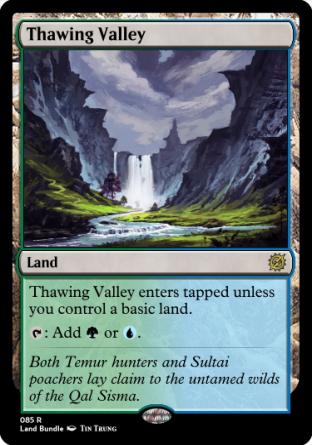 Thawing Valley
Land
Thawing Valley enters tapped unless
you control a basic land.
: Add or .
Both Temur hunters and Sultai
poachers lay claim to the untamed wilds
of the Qal Sisma.
085 R
Land Bundle TIN TRUNG